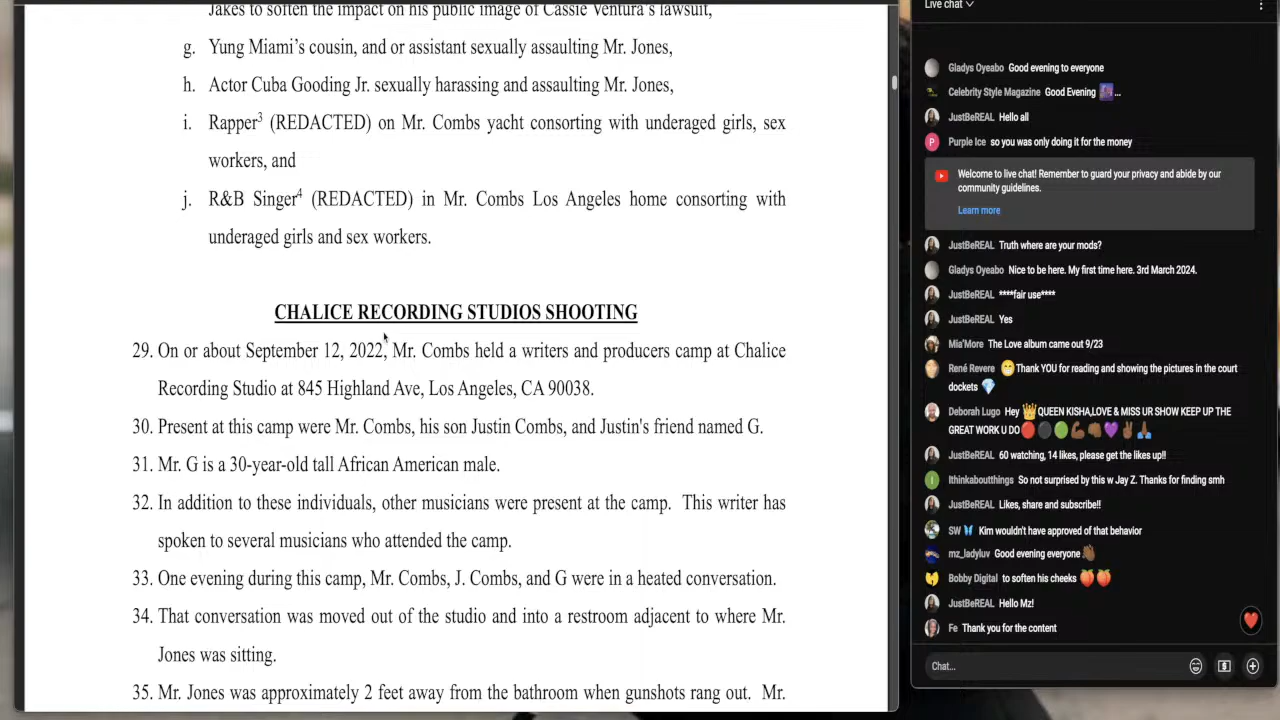 Jakes to soften the impact on his public image of Cassie Ventura's lawsuit,
g. Yung Miami's cousin, and or assistant sexually assaulting Mr. Jones,
h. Actor Cuba Gooding Jr. sexually harassing and assaulting Mr. Jones,
i. Rapper3 (REDACTED) on Mr. Combs yacht consorting with underaged girls, sex
workers, and
j. R&B Singer4 (REDACTED) in Mr. Combs Los Angeles home consorting with
underaged girls and sex workers.
CHALICE RECORDING STUDIOS SHOOTING
29. On or about September 12, 2022, Mr. Combs held a writers and producers camp at Chalice
Recording Studio at 845 Highland Ave, Los Angeles, CA 90038.
30. Present at this camp were Mr. Combs, his son Justin Combs, and Justin's friend named G.
31. Mr. G is a 30-year-old tall African American male.
32. In addition to these individuals, other musicians were present at the camp. This writer has
spoken to several musicians who attended the camp.
33. One evening during this camp, Mr. Combs, J. Combs, and G were in a heated conversation.
34. That conversation was moved out of the studio and into a restroom adjacent to where Mr.
Jones was sitting.
35. Mr. Jones was approximately 2 feet away from the bathroom when gunshots rang out. Mr.
Live chat
Gladys Oyeabo Good evening to everyone
Celebrity Style Magazine Good Evening ...
JustBeREAL Hello all
P
Purple Ice so you was only doing it for the money
Welcome to live chat! Remember to guard your privacy and abide by our
community guidelines.
Learn more
JustBeREAL Truth where are your mods?
Gladys Oyeabo Nice to be here. My first time here. 3rd March 2024.
JustBeREAL ****fair use****
JustBeREAL Yes
Mia'More The Love album came out 9/23
René Revere 😁Thank YOU for reading and showing the pictures in the court
dockets 💎
Deborah Lugo Hey 👑QUEEN KISHA,LOVE & MISS UR SHOW KEEP UP THE
GREAT WORK U DO🔴⚫🟢💪🏾👊🏾💜✌🏾🙏🏾
JustBeREAL 60 watching, 14 likes, please get the likes up!!
I
Ithinkaboutthings So not surprised by this w Jay Z. Thanks for finding smh
JustBeREAL Likes, share and subscribe!!
SW 🦋 Kim wouldn't have approved of that behavior
mz_ladyluv Good evening everyone👋🏾
Bobby Digital to soften his cheeks 🍑🍑
JustBeREAL Hello Mz!
Fe Thank you for the content
Chat...